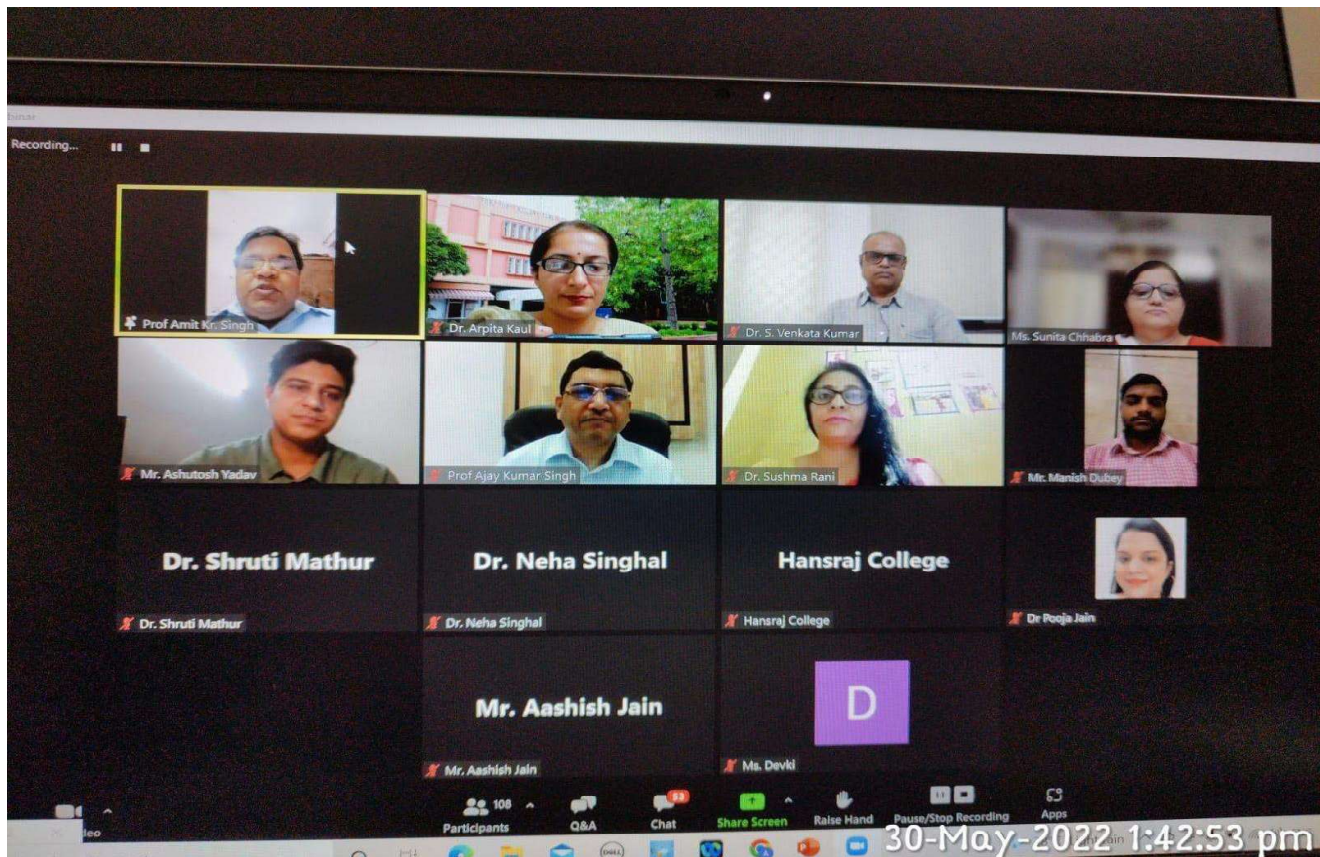 Recording...
Prof Amit Kr. Singh
Dr. Arpita Kaul
Dr. S. Venkata Kumar
Ms. Sunita Chhabra
Mr. Ashutosh Yadav
Prof Ajay Kumar Singh
Dr. Sushma Rani
Mr. Manish Dubey
Dr. Shruti Mathur
Dr. Neha Singhal
Hansraj College
Dr. Shruti Mathur
Dr. Neha Singhal
Hansraj College
Dr Pooja Jain
Mr. Aashish Jain
D
Mr. Aashish Jain
Ms. Devki
108
53
Participants
Q&A
Chat
Share Screen
Raise Hand
Pause/Stop Recording
Apps
DELL
30-May-2022 1:42:53 pm